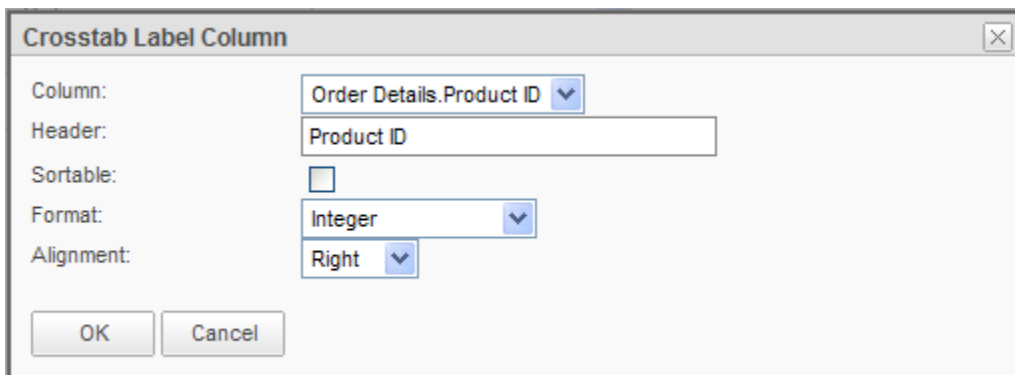 Crosstab Label Column
Column: Order Details.Product ID
Header: Product ID
Sortable:
Format: Integer
Alignment: Right
OK Cancel